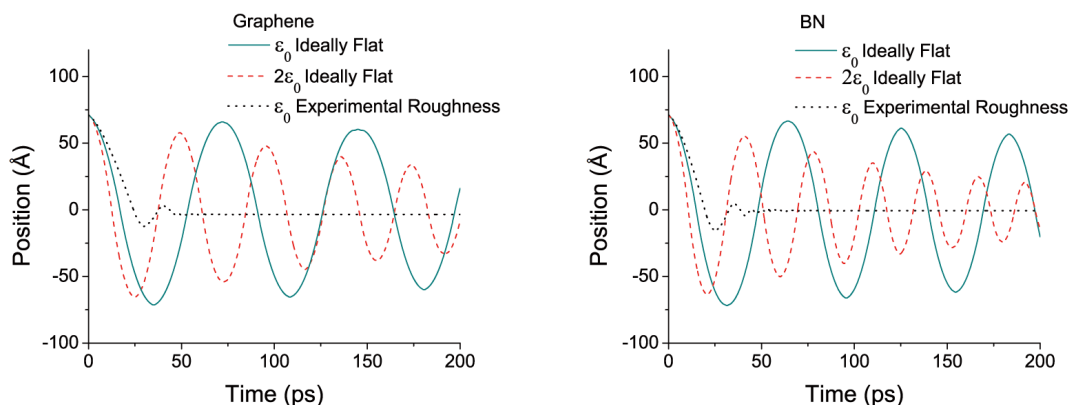 Graphene
ε0 Ideally Flat
2ε0 Ideally Flat
ε0 Experimental Roughness
100
50
0
-50
-100
0
50
100
150
200
Position (Å)
Time (ps)
BN
ε0 Ideally Flat
2ε0 Ideally Flat
ε0 Experimental Roughness
100
50
0
-50
-100
0
50
100
150
200
Position (Å)
Time (ps)